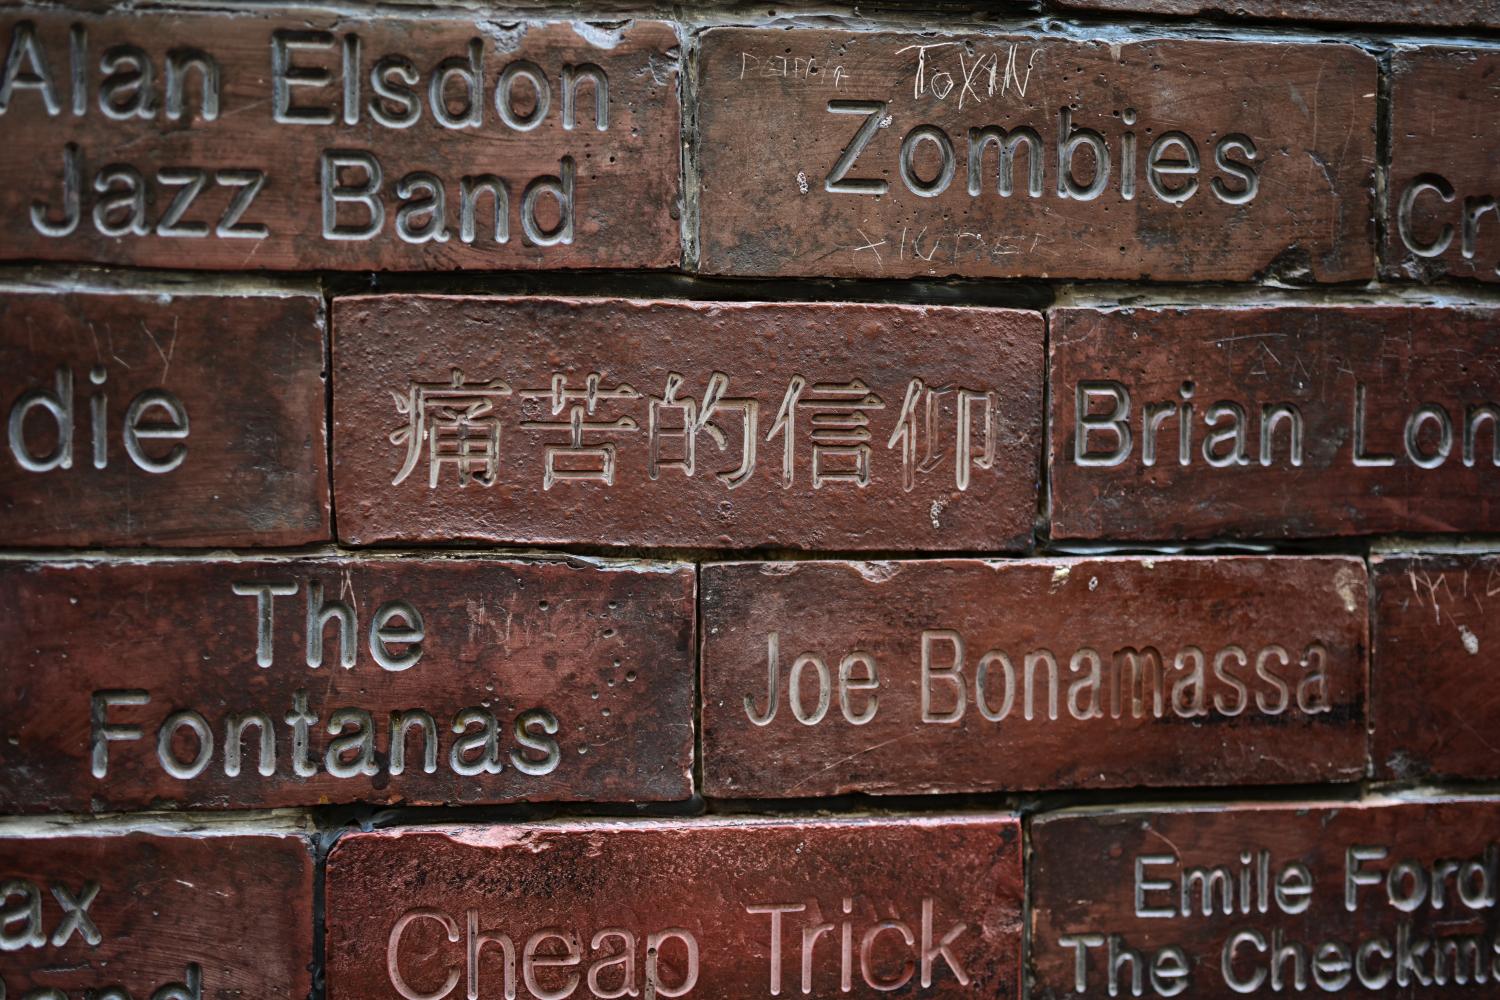 Alan Elsdon
Jazz Band
TOXIN
Zombies
die
痛苦的信仰
Brian Lon
The
Fontanas
Joe Bonamassa
ax
Cheap Trick
Emile Ford
The Checkm